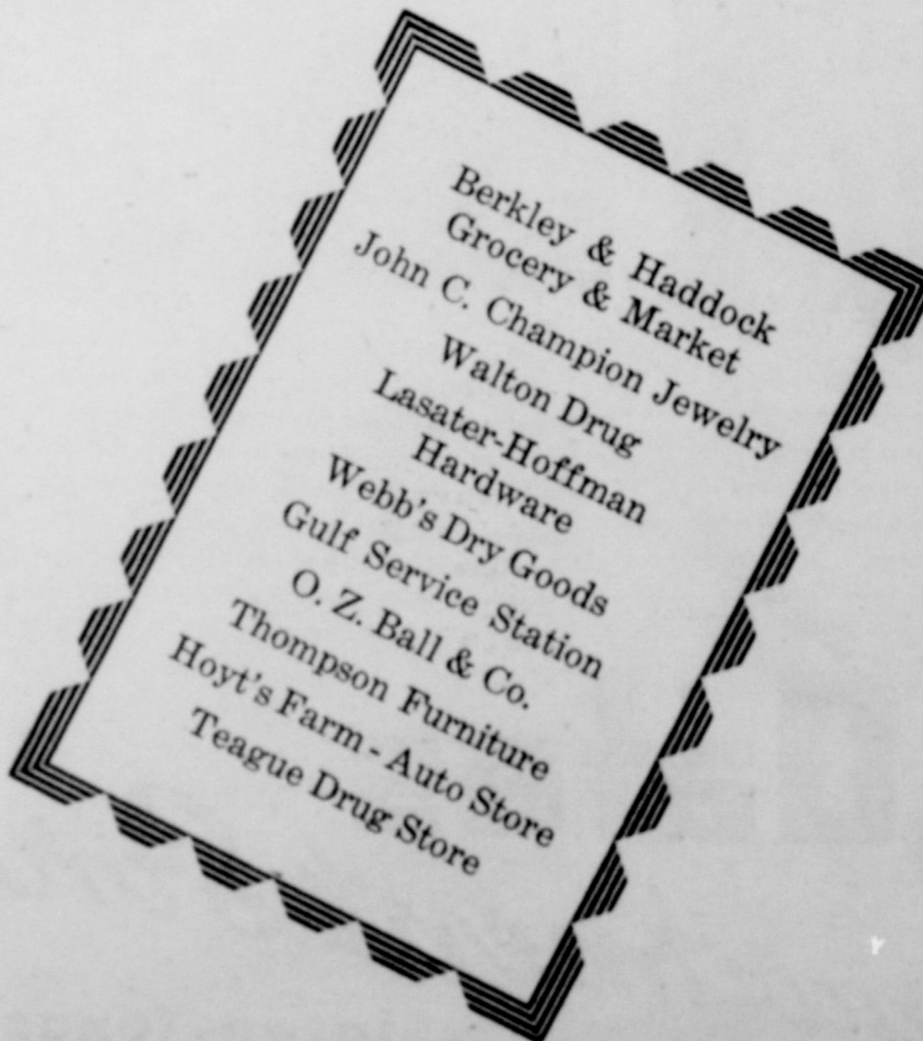 Berkley & Haddock
Grocery & Market
John C. Champion Jewelry
Walton Drug
Lasater-Hoffman
Hardware
Webb's Dry Goods
Gulf Service Station
O. Z. Ball & Co.
Thompson Furniture
Hoyt's Farm - Auto Store
Teague Drug Store